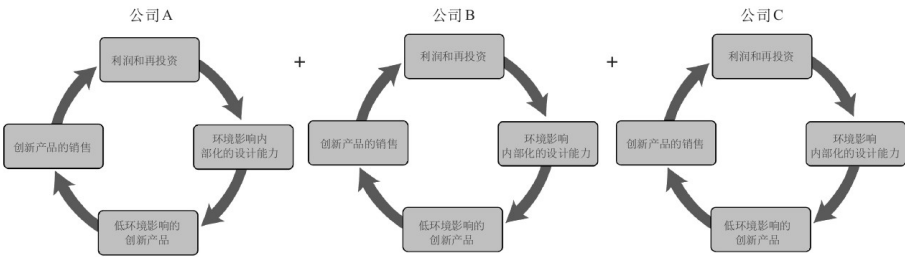 公司A
利润和再投资
环境影响内
部化的设计能力
低环境影响的
创新产品
创新产品的销售
+
公司B
利润和再投资
环境影响
内部化的设计能力
低环境影响的
创新产品
创新产品的销售
+
公司C
利润和再投资
环境影响
内部化的设计能力
低环境影响的
创新产品
创新产品的销售